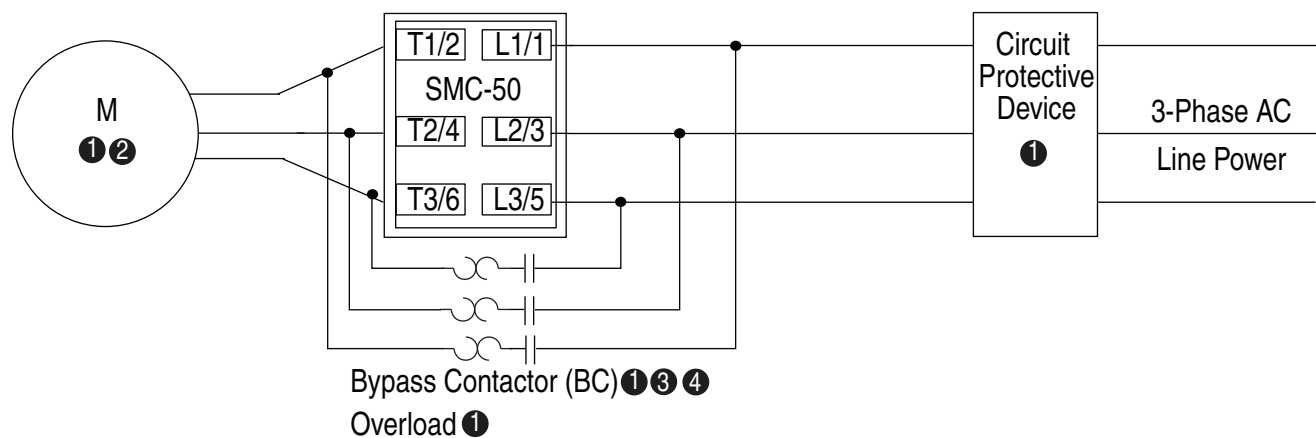 M
❶❷
T1/2 L1/1
SMC-50
T2/4 L2/3
T3/6 L3/5
Circuit
Protective
Device
❶
3-Phase AC
Line Power
Bypass Contactor (BC)❶❸❹
Overload❶